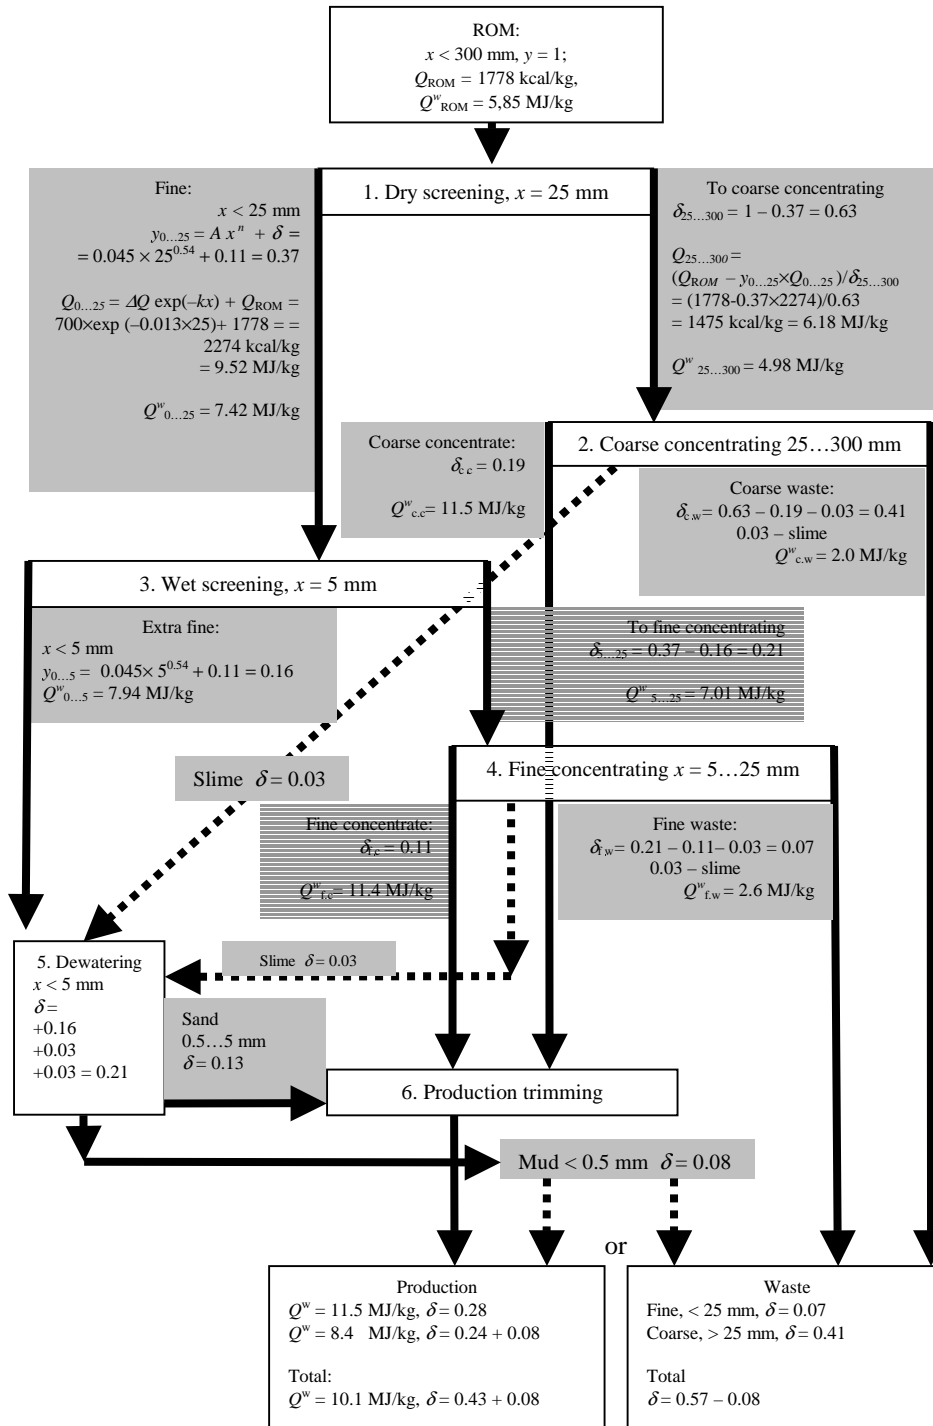 ROM:
x < 300 mm, y = 1;
Q_ROM = 1778 kcal/kg,
Q^w_ROM = 5,85 MJ/kg
1. Dry screening, x = 25 mm
Fine:
x < 25 mm
y_0...25 = A x^n + δ =
= 0.045 × 25^0.54 + 0.11 = 0.37
Q_0...25 = ΔQ exp(–kx) + Q_ROM =
700×exp (–0.013×25)+ 1778 = =
2274 kcal/kg
= 9.52 MJ/kg
Q^w_0...25 = 7.42 MJ/kg
To coarse concentrating
δ_25...300 = 1 – 0.37 = 0.63
Q_25...300 =
(Q_ROM – y_0...25×Q_0...25)/δ_25...300
= (1778-0.37×2274)/0.63
= 1475 kcal/kg = 6.18 MJ/kg
Q^w_25...300 = 4.98 MJ/kg
2. Coarse concentrating 25…300 mm
Coarse concentrate:
δ_c.c = 0.19
Q^w_c.c = 11.5 MJ/kg
Coarse waste:
δ_c.w = 0.63 – 0.19 – 0.03 = 0.41
0.03 – slime
Q^w_c.w = 2.0 MJ/kg
3. Wet screening, x = 5 mm
Extra fine:
x < 5 mm
y_0...5 = 0.045× 5^0.54 + 0.11 = 0.16
Q^w_0...5 = 7.94 MJ/kg
To fine concentrating
δ_5...25 = 0.37 – 0.16 = 0.21
Q^w_5...25 = 7.01 MJ/kg
4. Fine concentrating x = 5…25 mm
Slime δ = 0.03
Fine concentrate:
δ_f.c = 0.11
Q^w_f.c = 11.4 MJ/kg
Fine waste:
δ_f.w = 0.21 – 0.11– 0.03 = 0.07
0.03 – slime
Q^w_f.w = 2.6 MJ/kg
Slime δ = 0.03
5. Dewatering
x < 5 mm
δ =
+0.16
+0.03
+0.03 = 0.21
Sand
0.5…5 mm
δ = 0.13
6. Production trimming
Mud < 0.5 mm δ = 0.08
or
Production
Q^w = 11.5 MJ/kg, δ = 0.28
Q^w = 8.4 MJ/kg, δ = 0.24 + 0.08
Total:
Q^w = 10.1 MJ/kg, δ = 0.43 + 0.08
Waste
Fine, < 25 mm, δ = 0.07
Coarse, > 25 mm, δ = 0.41
Total
δ = 0.57 – 0.08